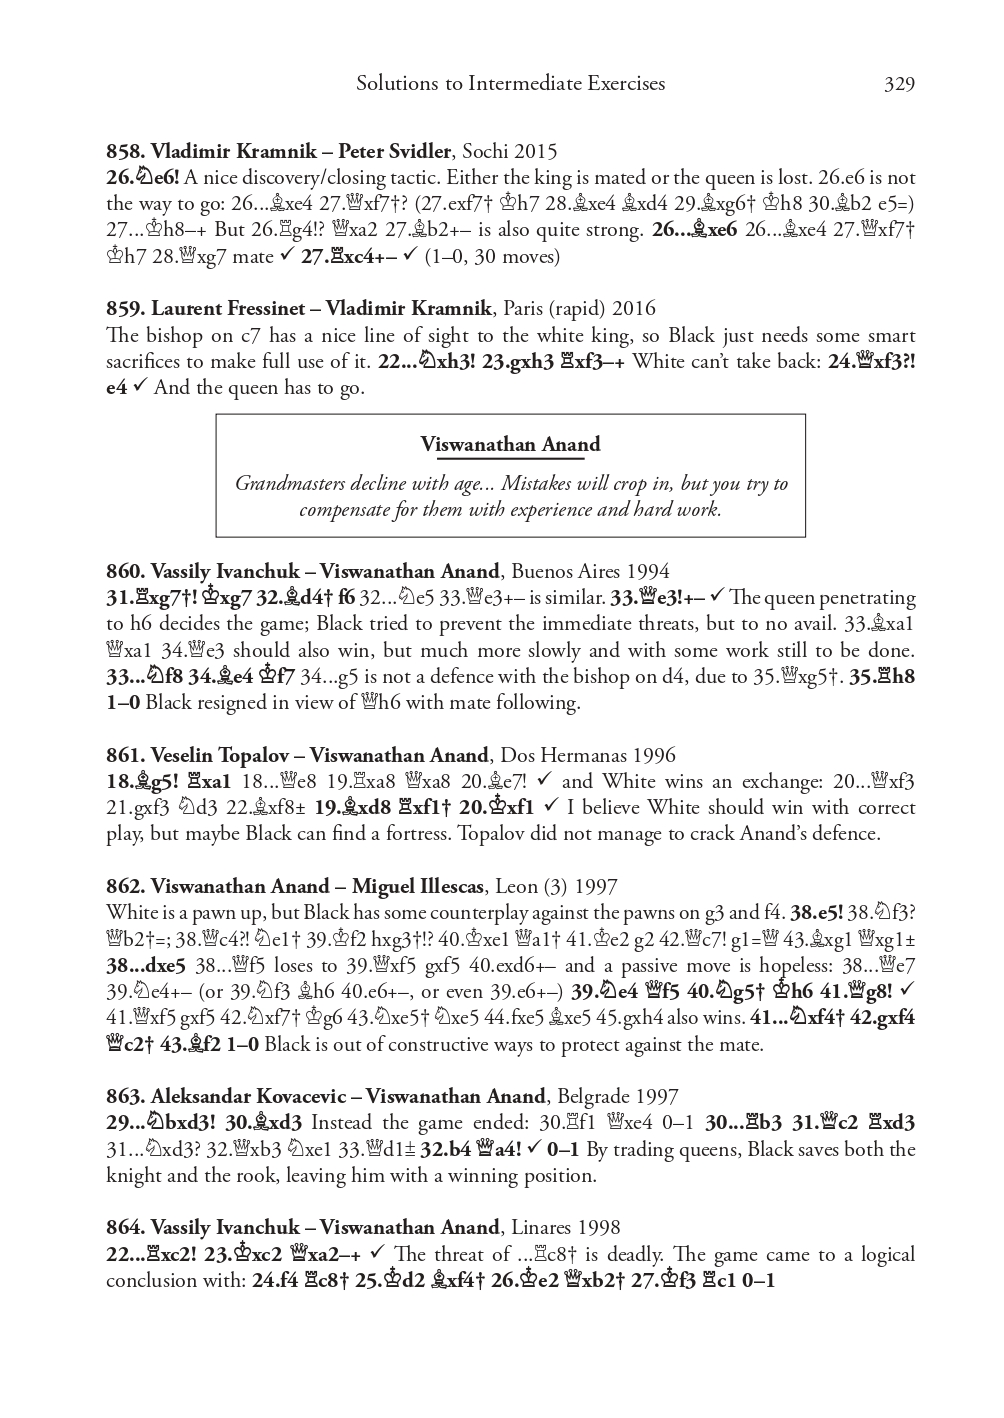 Solutions to Intermediate Exercises 329
858. Vladimir Kramnik – Peter Svidler, Sochi 2015
26.♘e6! A nice discovery/closing tactic. Either the king is mated or the queen is lost. 26.e6 is not
the way to go: 26...♗xe4 27.♕xf7†? (27.exf7† ♔h7 28.♗xe4 ♗xd4 29.♗xg6† ♔h8 30.♗b2 e5=)
27...♔h8–+ But 26.♖g4!? ♕xa2 27.♗b2+– is also quite strong. 26...♗xe6 26...♗xe4 27.♕xf7†
♔h7 28.♕xg7 mate ✓ 27.♖xc4+– ✓ (1–0, 30 moves)
859. Laurent Fressinet – Vladimir Kramnik, Paris (rapid) 2016
The bishop on c7 has a nice line of sight to the white king, so Black just needs some smart
sacrifices to make full use of it. 22...♘xh3! 23.gxh3 ♖xf3–+ White can’t take back: 24.♕xf3?!
e4 ✓ And the queen has to go.
Viswanathan Anand
Grandmasters decline with age... Mistakes will crop in, but you try to
compensate for them with experience and hard work.
860. Vassily Ivanchuk – Viswanathan Anand, Buenos Aires 1994
31.♖xg7†! ♔xg7 32.♗d4† f6 32...♘e5 33.♕e3+– is similar. 33.♕e3!+– ✓ The queen penetrating
to h6 decides the game; Black tried to prevent the immediate threats, but to no avail. 33.♗xa1
♕xa1 34.♕e3 should also win, but much more slowly and with some work still to be done.
33...♘f8 34.♗e4 ♔f7 34...g5 is not a defence with the bishop on d4, due to 35.♕xg5†. 35.♖h8
1–0 Black resigned in view of ♕h6 with mate following.
861. Veselin Topalov – Viswanathan Anand, Dos Hermanas 1996
18.♗g5! ♖xa1 18...♕e8 19.♖xa8 ♕xa8 20.♗e7! ✓ and White wins an exchange: 20...♕xf3
21.gxf3 ♘d3 22.♗xf8± 19.♗xd8 ♖xf1† 20.♔xf1 ✓ I believe White should win with correct
play, but maybe Black can find a fortress. Topalov did not manage to crack Anand’s defence.
862. Viswanathan Anand – Miguel Illescas, Leon (3) 1997
White is a pawn up, but Black has some counterplay against the pawns on g3 and f4. 38.e5! 38.♘f3?
♕b2†=; 38.♕c4?! ♘e1† 39.♔f2 hxg3†!? 40.♔xe1 ♕a1† 41.♔e2 g2 42.♕c7! g1=♕ 43.♗xg1 ♕xg1±
38...dxe5 38...♕f5 loses to 39.♕xf5 gxf5 40.exd6+– and a passive move is hopeless: 38...♕e7
39.♘e4+– (or 39.♘f3 ♗h6 40.e6+–, or even 39.e6+–) 39.♘e4 ♕f5 40.♘g5† ♔h6 41.♕g8! ✓
41.♕xf5 gxf5 42.♘xf7† ♔g6 43.♘xe5† ♘xe5 44.fxe5 ♗xe5 45.gxh4 also wins. 41...♘xf4† 42.gxf4
♕c2† 43.♗f2 1–0 Black is out of constructive ways to protect against the mate.
863. Aleksandar Kovacevic – Viswanathan Anand, Belgrade 1997
29...♘bxd3! 30.♗xd3 Instead the game ended: 30.♖f1 ♕xe4 0–1 30...♖b3 31.♕c2 ♖xd3
31...♘xd3? 32.♕xb3 ♘xe1 33.♕d1⩲ 32.b4 ♕a4! ✓ 0–1 By trading queens, Black saves both the
knight and the rook, leaving him with a winning position.
864. Vassily Ivanchuk – Viswanathan Anand, Linares 1998
22...♖xc2! 23.♔xc2 ♕xa2–+ ✓ The threat of ...♖c8† is deadly. The game came to a logical
conclusion with: 24.f4 ♖c8† 25.♔d2 ♗xf4† 26.♔e2 ♕xb2† 27.♔f3 ♖c1 0–1